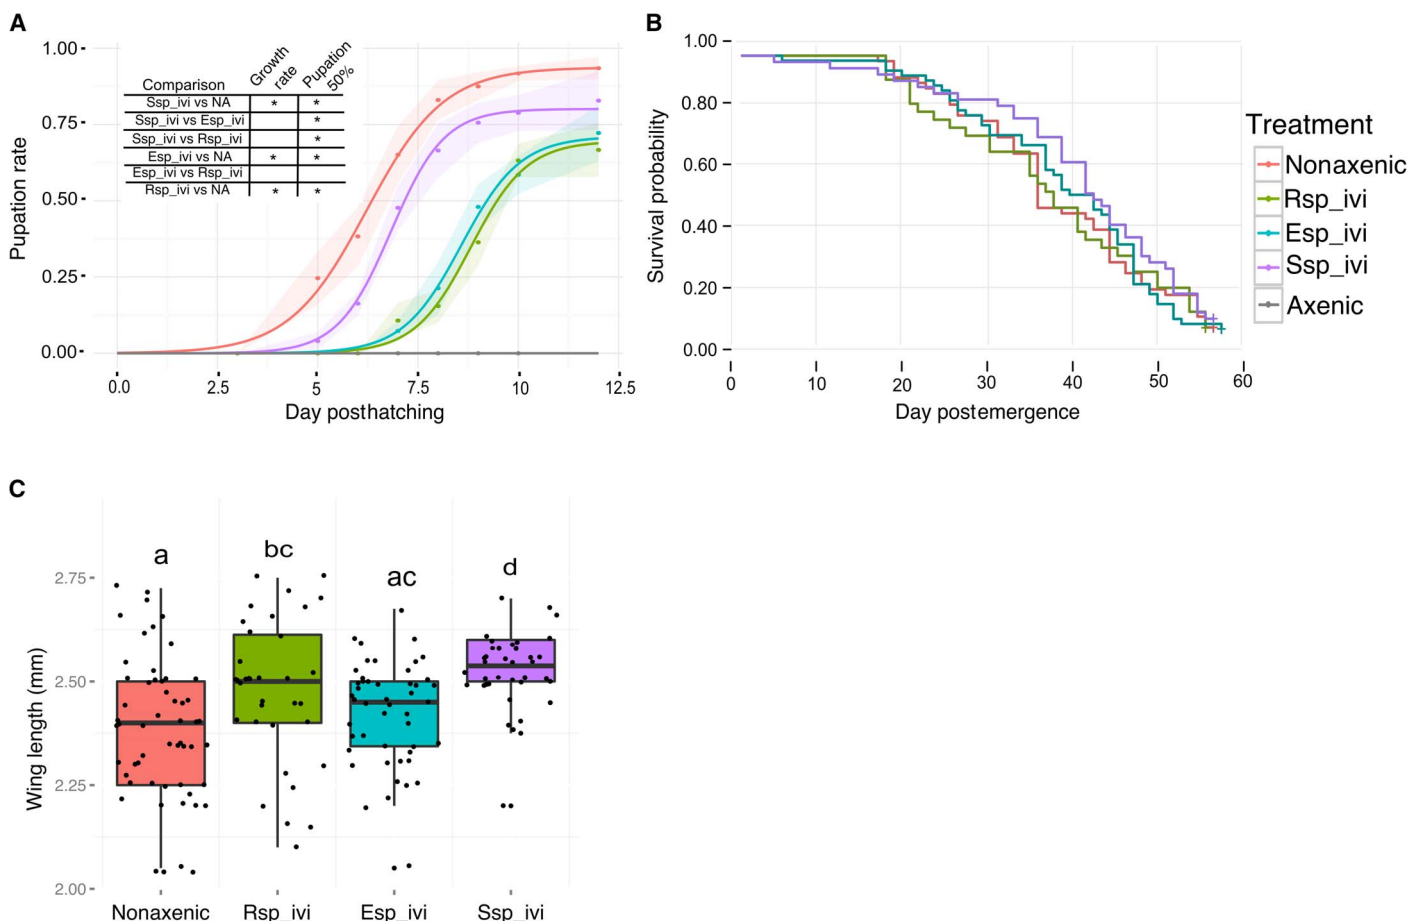 A
1.00
0.75
0.50
0.25
0.00
Pupation rate
Comparison
Growth rate
Pupation 50%
Ssp_ivi vs NA * *
Ssp_ivi vs Esp_ivi *
Ssp_ivi vs Rsp_ivi *
Esp_ivi vs NA * *
Esp_ivi vs Rsp_ivi
Rsp_ivi vs NA * *
0.0 2.5 5 7.5 10 12.5
Day posthatching
B
1.00
0.80
0.60
0.40
0.20
0.00
Survival probability
0 10 20 30 40 50 60
Day postemergence
Treatment
Nonaxenic
Rsp_ivi
Esp_ivi
Ssp_ivi
Axenic
C
a bc ac d
2.75
2.50
2.25
2.00
Wing length (mm)
Nonaxenic Rsp_ivi Esp_ivi Ssp_ivi